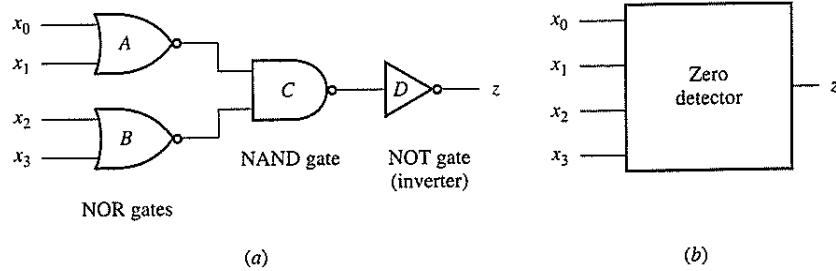 x0
x1
A
x2
x3
B
NOR gates
C
NAND gate
D
NOT gate
(inverter)
z
(a)
x0
x1
x2
x3
Zero
detector
z
(b)